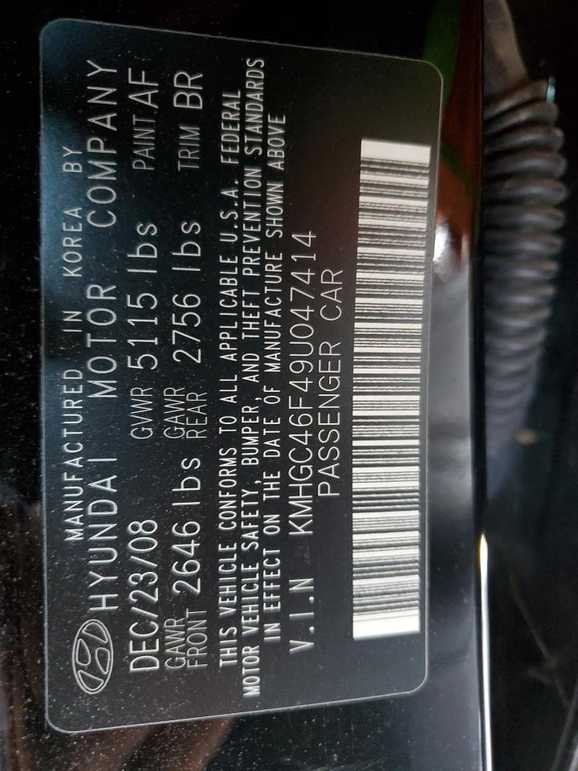 MANUFACTURED IN KOREA BY
HYUNDAI MOTOR COMPANY
DEC/23/08 GVWR 5115 lbs PAINT AF
GAWR FRONT 2646 lbs GAWR REAR 2756 lbs TRIM BR
THIS VEHICLE CONFORMS TO ALL APPLICABLE U.S.A. FEDERAL
MOTOR VEHICLE SAFETY, BUMPER, AND THEFT PREVENTION STANDARDS
IN EFFECT ON THE DATE OF MANUFACTURE SHOWN ABOVE
V.I.N KMHGC46F49U047414
PASSENGER CAR